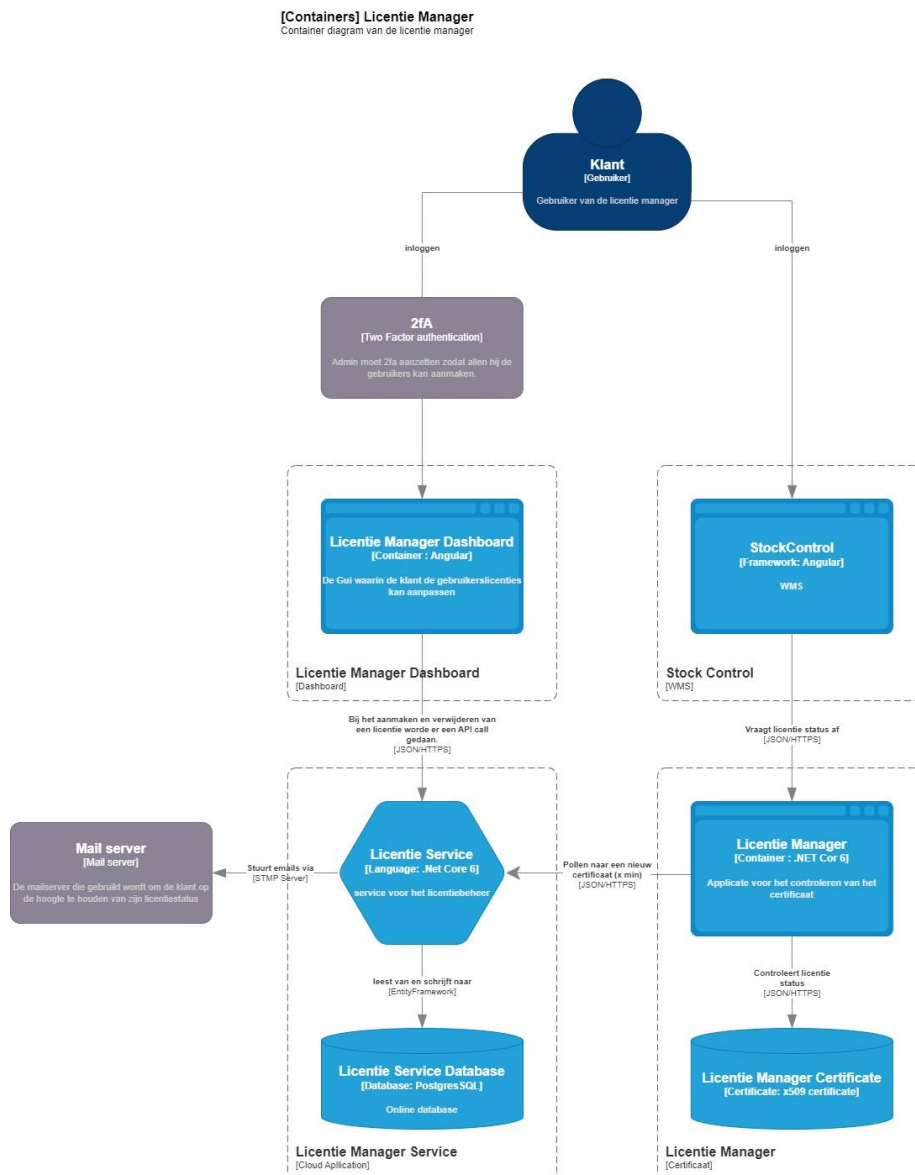 [Containers] Licentie Manager
Container diagram van de licentie manager
Klant
[Gebruiker]
Gebruiker van de licentie manager
inloggen
inloggen
2fA
[Two Factor authentication]
Admin moet 2fa aanzetten zodat allen hij de
gebruikers kan aanmaken.
Licentie Manager Dashboard
[Container : Angular]
De Gui waarin de klant de gebruikerslicenties
kan aanpassen
StockControl
[Framework: Angular]
WMS
Licentie Manager Dashboard
[Dashboard]
Stock Control
[WMS]
Bij het aanmaken en verwijderen van
een licentie worde er een API call
gedaan.
[JSON/HTTPS]
Vraagt licentie status af
[JSON/HTTPS]
Mail server
[Mail server]
De mailserver die gebruikt wordt om de klant op
de hoogte te houden van zijn licentiestatus
Stuurt emails via
[STMP Server]
Licentie Service
[Language: .Net Core 6]
service voor het licentiebeheer
Pollen naar een nieuw
certificaat (x min)
[JSON/HTTPS]
Licentie Manager
[Container : .NET Cor 6]
Applicate voor het controleren van het
certificaat
leest van en schrijft naar
[EntityFramework]
Controleert licentie
status
[JSON/HTTPS]
Licentie Service Database
[Database: PostgresSQL]
Online database
Licentie Manager Certificate
[Certificate: x509 certificate]
Licentie Manager Service
[Cloud Apllication]
Licentie Manager
[Certificaat]